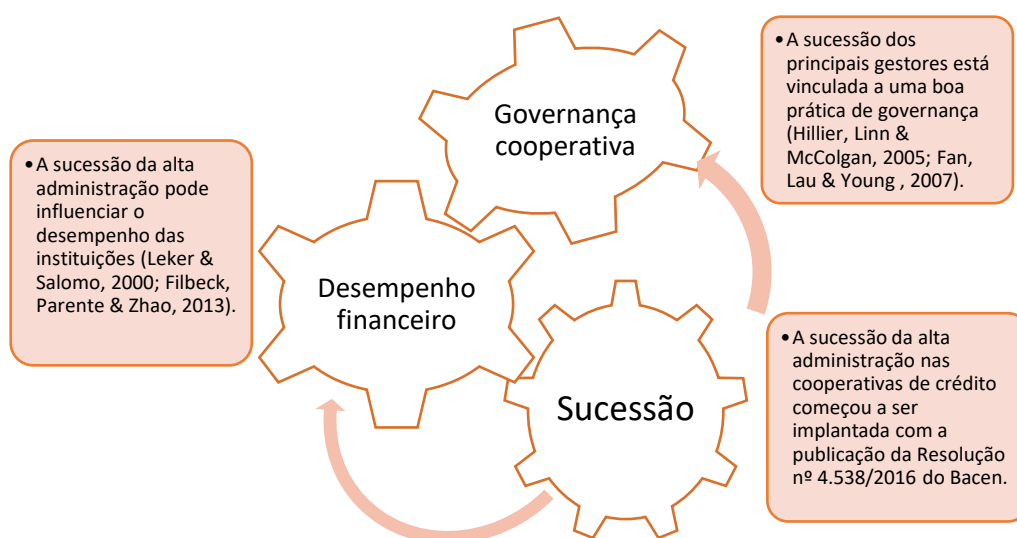 Governança
cooperativa
•A sucessão dos
principais gestores está
vinculada a uma boa
prática de governança
(Hillier, Linn &
McColgan, 2005; Fan,
Lau & Young , 2007).
•A sucessão da alta
administração pode
influenciar o
desempenho das
instituições (Leker &
Salomo, 2000; Filbeck,
Parente & Zhao, 2013).
Desempenho
financeiro
Sucessão
•A sucessão da alta
administração nas
cooperativas de crédito
começou a ser
implantada com a
publicação da Resolução
nº 4.538/2016 do Bacen.